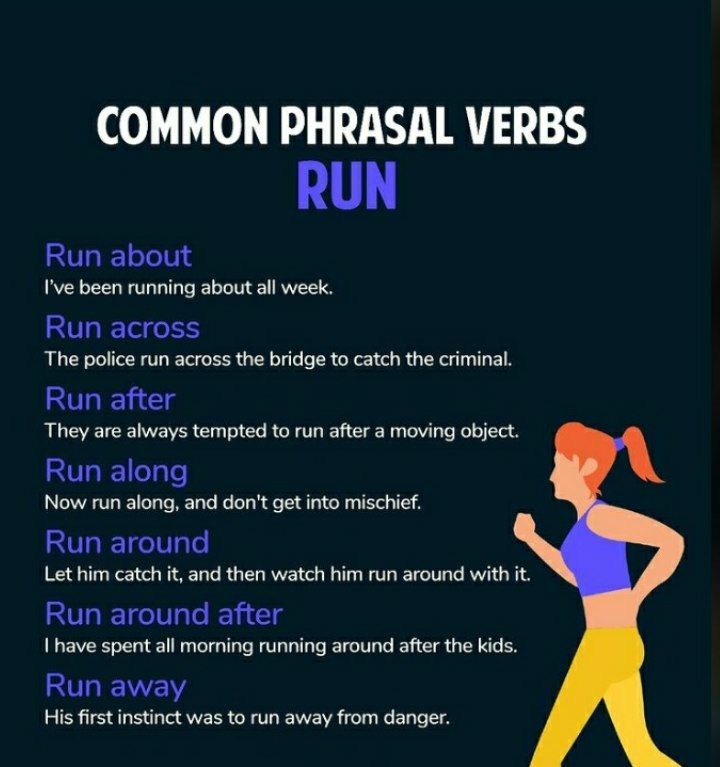 COMMON PHRASAL VERBS
RUN
Run about
I've been running about all week.
Run across
The police run across the bridge to catch the criminal.
Run after
They are always tempted to run after a moving object.
Run along
Now run along, and don't get into mischief.
Run around
Let him catch it, and then watch him run around with it.
Run around after
I have spent all morning running around after the kids.
Run away
His first instinct was to run away from danger.